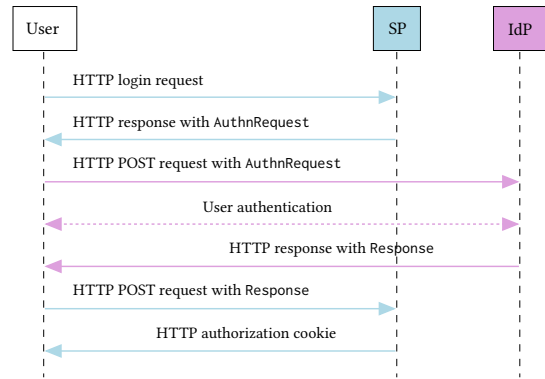 User
SP
IdP
HTTP login request
HTTP response with AuthnRequest
HTTP POST request with AuthnRequest
User authentication
HTTP response with Response
HTTP POST request with Response
HTTP authorization cookie